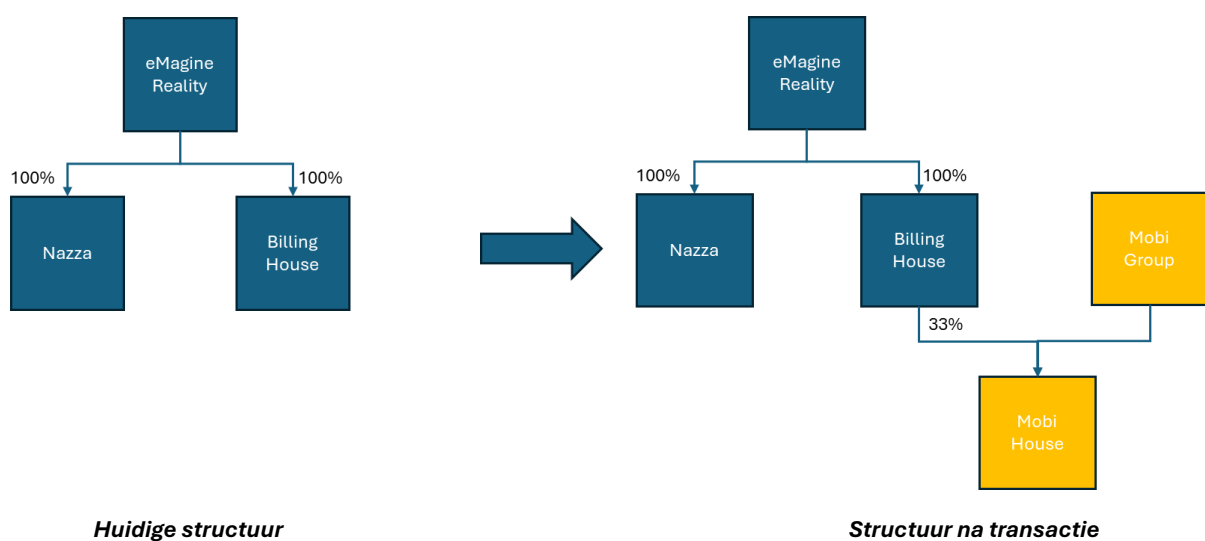 eMagine
Reality
100%
100%
Nazza
Billing
House
Huidige structuur
eMagine
Reality
100%
100%
Nazza
Billing
House
Mobi
Group
33%
Mobi
House
Structuur na transactie